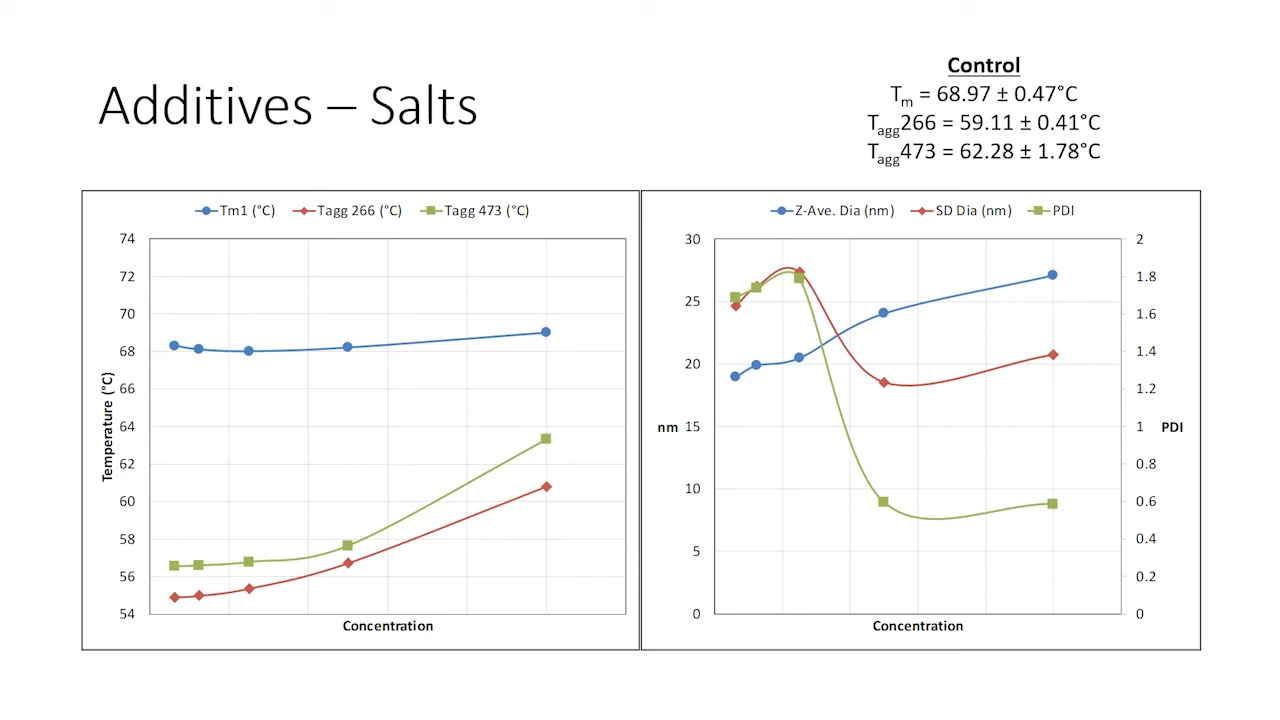 Additives – Salts
Control
Tm = 68.97 ± 0.47°C
Tagg266 = 59.11 ± 0.41°C
Tagg473 = 62.28 ± 1.78°C
Tm1 (°C) Tagg 266 (°C) Tagg 473 (°C)
74
72
70
68
66
64
62
60
58
56
54
Temperature (°C)
Concentration
Z-Ave. Dia (nm) SD Dia (nm) PDI
30
25
20
15
10
5
0
nm
2
1.8
1.6
1.4
1.2
1
0.8
0.6
0.4
0.2
0
PDI
Concentration